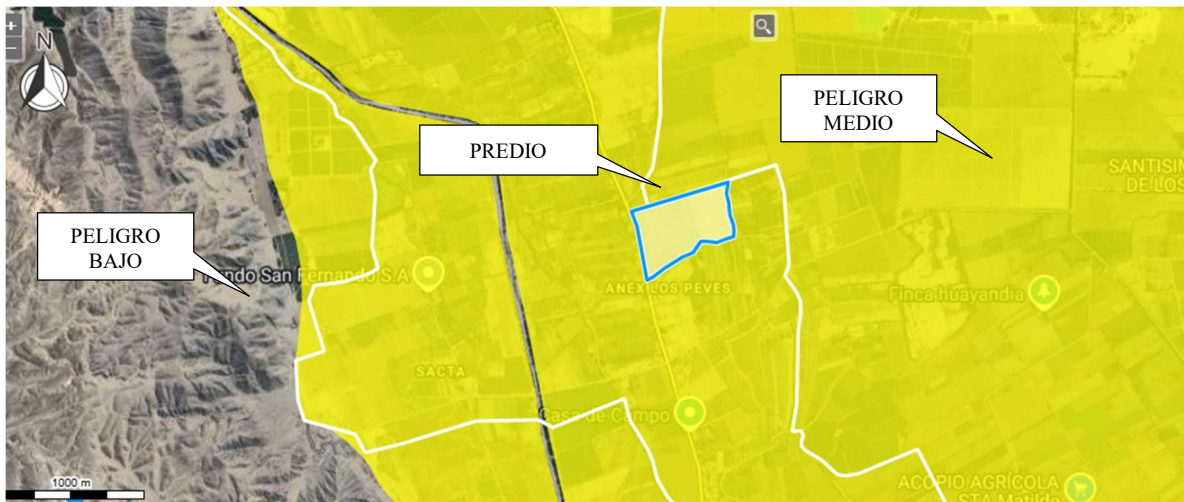 +
−
N
PELIGRO
MEDIO
PREDIO
SANTISIM
DE LOS
PELIGRO
BAJO
Fundo San Fernando S.A
ANEX LOS PEVES
Finca huayandia
SACTA
Casa de Campo
1000 m
ACOPIO AGRÍCOLA
STA Matilde